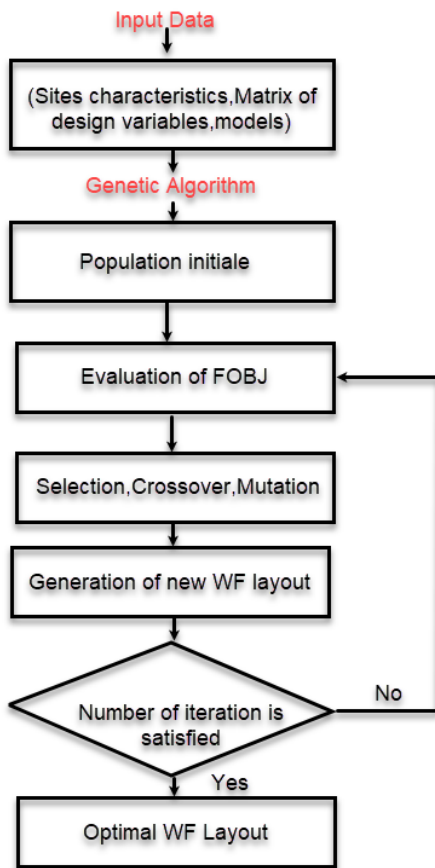 Input Data
(Sites characteristics,Matrix of
design variables,models)
Genetic Algorithm
Population initiale
Evaluation of FOBJ
Selection,Crossover,Mutation
Generation of new WF layout
Number of iteration is
satisfied
No
Yes
Optimal WF Layout